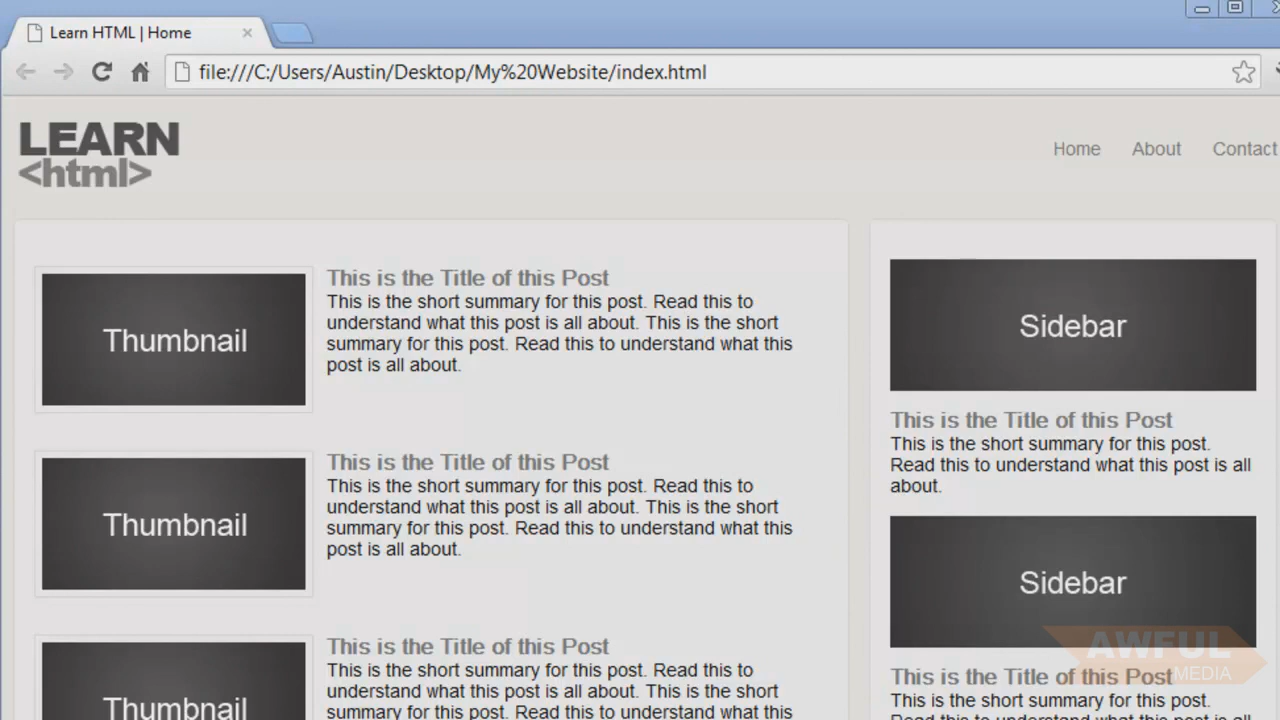 Learn HTML | Home
file:///C:/Users/Austin/Desktop/My%20Website/index.html
LEARN
<html>
Home
About
Contact
Thumbnail
This is the Title of this Post
This is the short summary for this post. Read this to
understand what this post is all about. This is the short
summary for this post. Read this to understand what this
post is all about.
Thumbnail
This is the Title of this Post
This is the short summary for this post. Read this to
understand what this post is all about. This is the short
summary for this post. Read this to understand what this
post is all about.
Thumbnail
This is the Title of this Post
This is the short summary for this post. Read this to
understand what this post is all about. This is the short
summary for this post. Read this to understand what this
Sidebar
This is the Title of this Post
This is the short summary for this post.
Read this to understand what this post is all
about.
Sidebar
This is the Title of this Post
This is the short summary for this post.
Read this to understand what this post is all
AWFUL
MEDIA